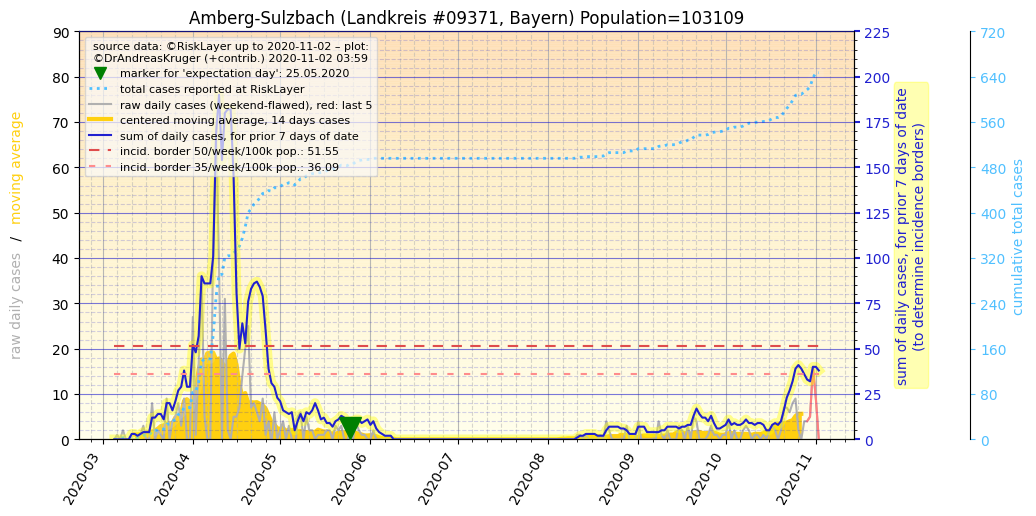 Amberg-Sulzbach (Landkreis #09371, Bayern) Population=103109
source data: ©RiskLayer up to 2020-11-02 – plot:
©DrAndreasKruger (+contrib.) 2020-11-02 03:59
marker for 'expectation day': 25.05.2020
total cases reported at RiskLayer
raw daily cases (weekend-flawed), red: last 5
centered moving average, 14 days cases
sum of daily cases, for prior 7 days of date
incid. border 50/week/100k pop.: 51.55
incid. border 35/week/100k pop.: 36.09
raw daily cases / moving average
90
80
70
60
50
40
30
20
10
0
2020-03
2020-04
2020-05
2020-06
2020-07
2020-08
2020-09
2020-10
2020-11
225
200
175
150
125
100
75
50
25
0
sum of daily cases, for prior 7 days of date
(to determine incidence borders)
720
640
560
480
400
320
240
160
80
0
cumulative total cases